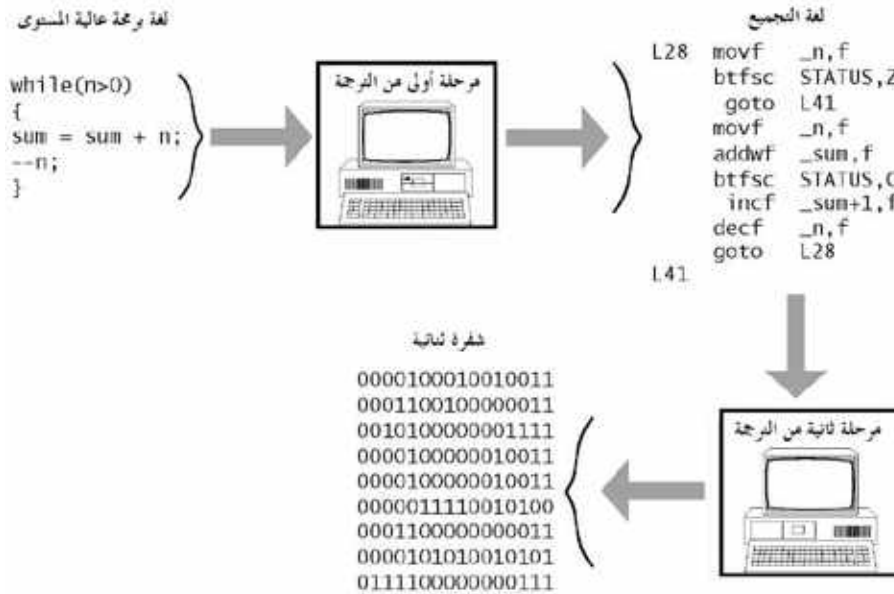 لغة برمجة عالية المستوى
while(n>0)
{
sum = sum + n;
--n;
}
مرحلة أولى من الترجمة
لغة التجميع
L28 movf _n,f
btfsc STATUS,Z
goto L41
movf _n,f
addwf _sum,f
btfsc STATUS,C
incf _sum+1,f
decf _n,f
goto L28
L41
مرحلة ثانية من الترجمة
شفرة ثنائية
0000100010010011
0001100100000011
0010100000001111
0000100000010011
0000100000010011
0000011110010100
0001100000000011
0000101010010101
0111100000000111